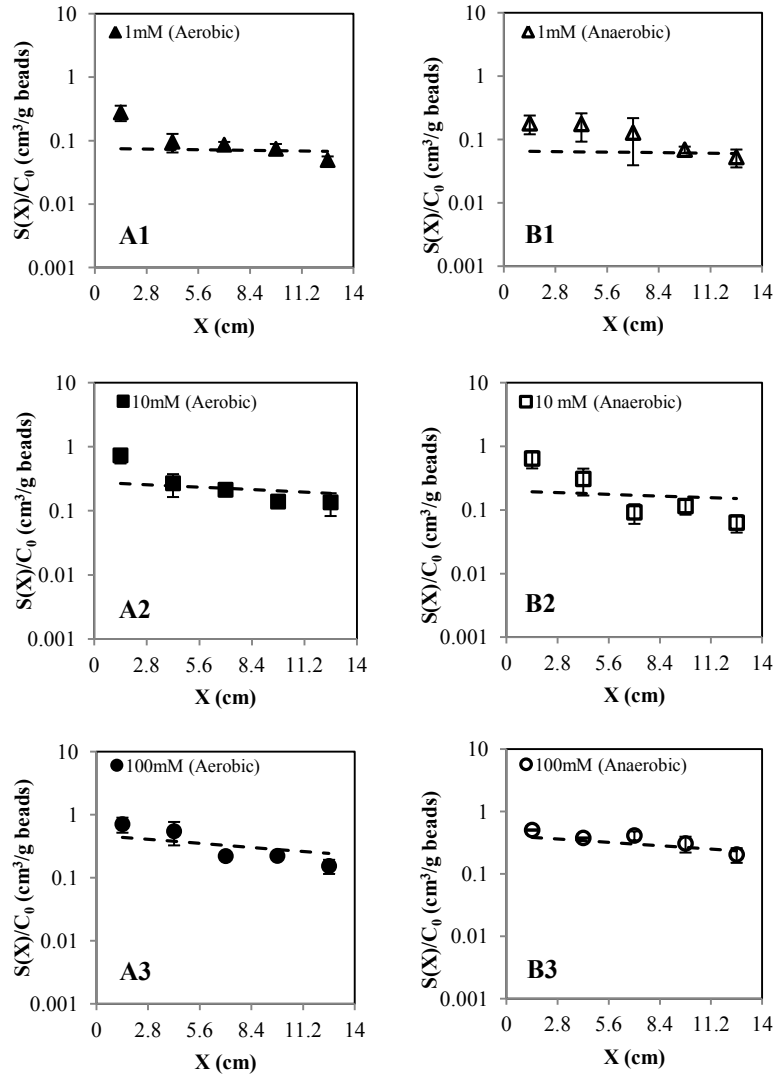 1mM (Aerobic)
S(X)/C0 (cm³/g beads)
10
1
0.1
0.01
0.001
A1
0 2.8 5.6 8.4 11.2 14
X (cm)
1mM (Anaerobic)
S(X)/C0 (cm³/g beads)
10
1
0.1
0.01
0.001
B1
0 2.8 5.6 8.4 11.2 14
X (cm)
10mM (Aerobic)
S(X)/C0 (cm³/g beads)
10
1
0.1
0.01
0.001
A2
0 2.8 5.6 8.4 11.2 14
X (cm)
10 mM (Anaerobic)
S(X)/C0 (cm³/g beads)
10
1
0.1
0.01
0.001
B2
0 2.8 5.6 8.4 11.2 14
X (cm)
100mM (Aerobic)
S(X)/C0 (cm³/g beads)
10
1
0.1
0.01
0.001
A3
0 2.8 5.6 8.4 11.2 14
X (cm)
100mM (Anaerobic)
S(X)/C0 (cm³/g beads)
10
1
0.1
0.01
0.001
B3
0 2.8 5.6 8.4 11.2 14
X (cm)